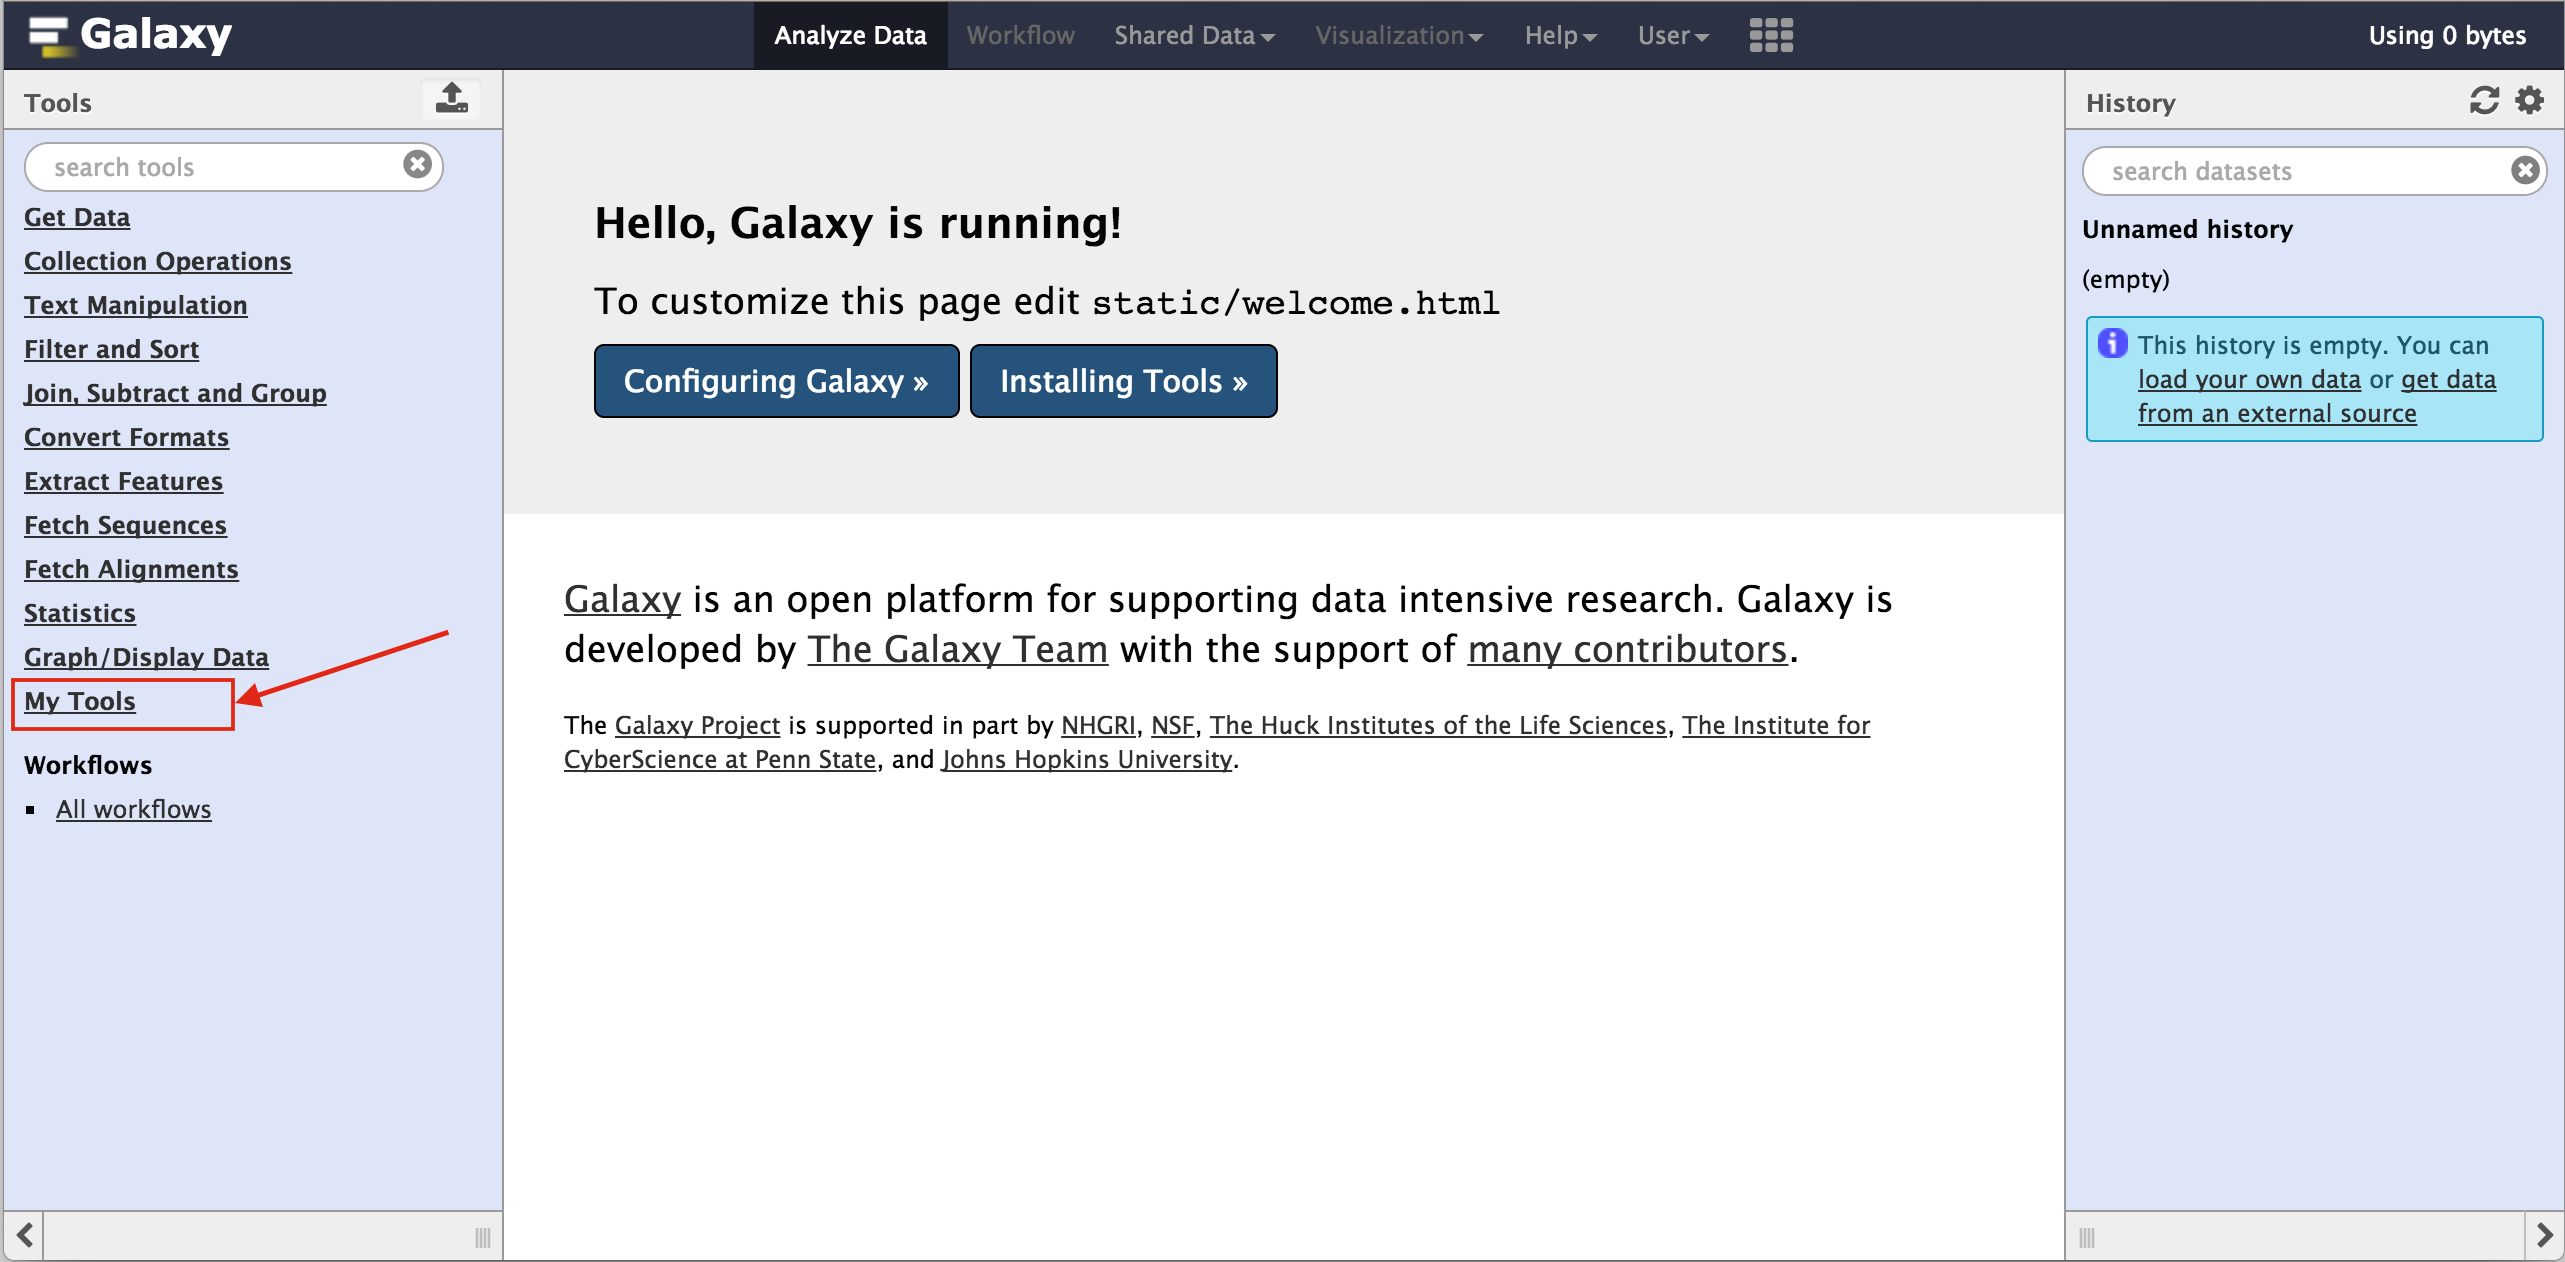 Galaxy
Analyze Data
Workflow
Shared Data
Visualization
Help
User
Using 0 bytes
Tools
search tools
Get Data
Collection Operations
Text Manipulation
Filter and Sort
Join, Subtract and Group
Convert Formats
Extract Features
Fetch Sequences
Fetch Alignments
Statistics
Graph/Display Data
My Tools
Workflows
All workflows
Hello, Galaxy is running!
To customize this page edit static/welcome.html
Configuring Galaxy »
Installing Tools »
Galaxy is an open platform for supporting data intensive research. Galaxy is
developed by The Galaxy Team with the support of many contributors.
The Galaxy Project is supported in part by NHGRI, NSF, The Huck Institutes of the Life Sciences, The Institute for
CyberScience at Penn State, and Johns Hopkins University.
History
search datasets
Unnamed history
(empty)
This history is empty. You can
load your own data or get data
from an external source